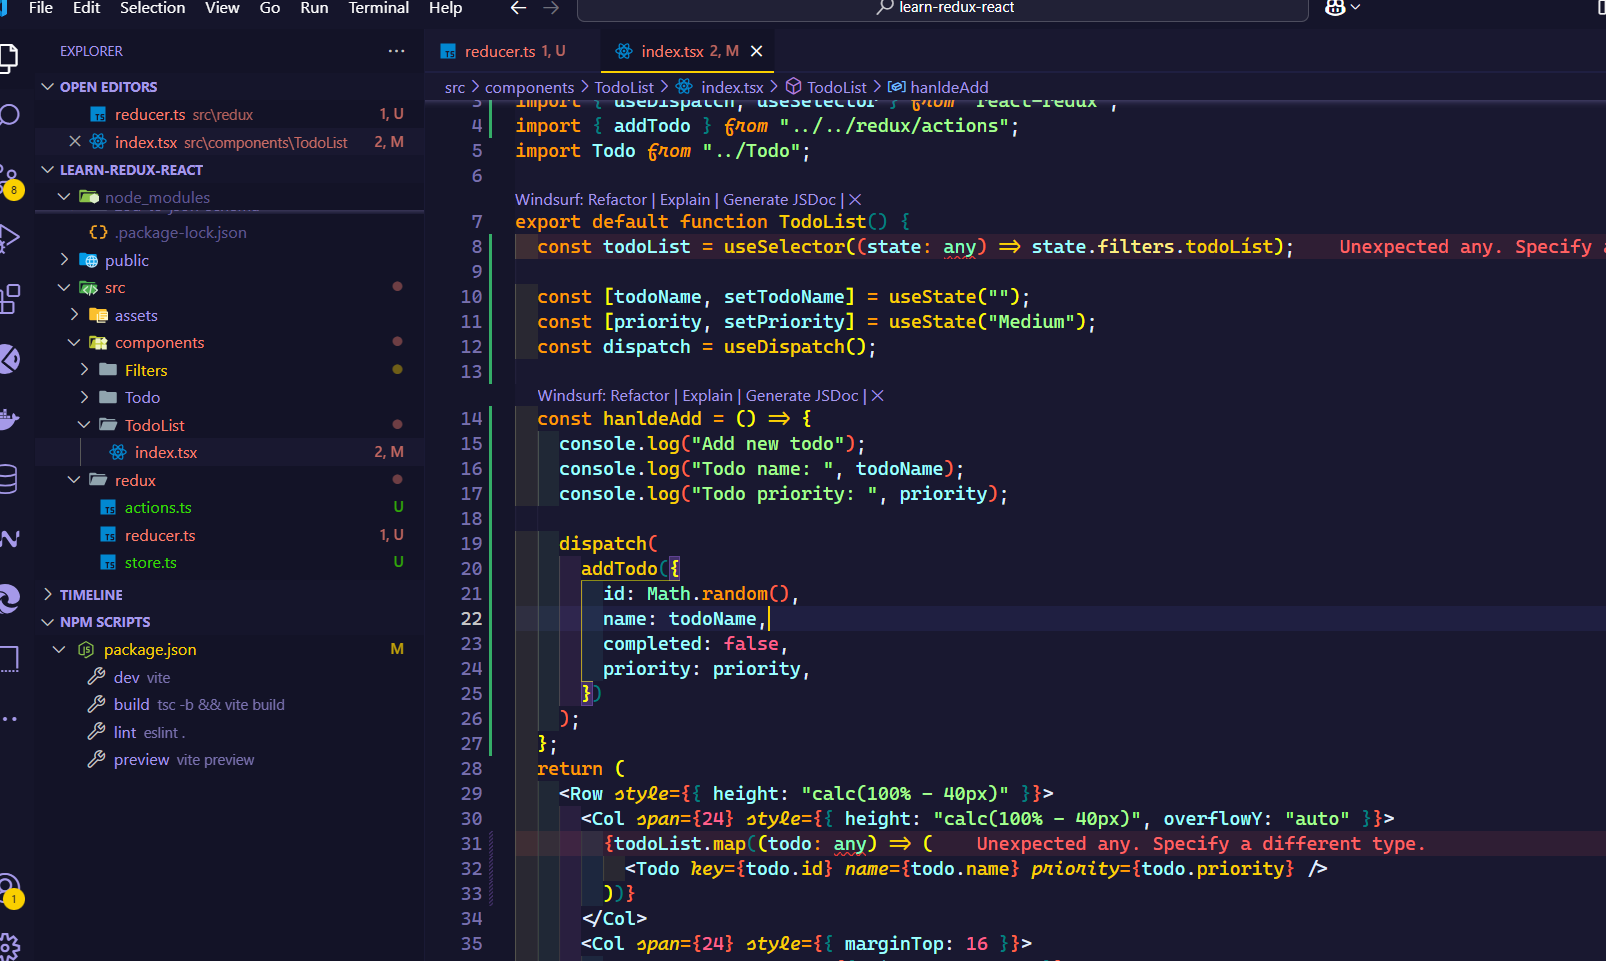 File Edit Selection View Go Run Terminal Help
learn-redux-react
EXPLORER
OPEN EDITORS
reducer.ts src\redux 1, U
index.tsx src\components\TodoList 2, M
LEARN-REDUX-REACT
node_modules
.package-lock.json
public
src
assets
components
Filters
Todo
TodoList
index.tsx 2, M
redux
actions.ts U
reducer.ts 1, U
store.ts U
TIMELINE
NPM SCRIPTS
package.json M
dev vite
build tsc -b && vite build
lint eslint .
preview vite preview
8
1
reducer.ts 1, U
index.tsx 2, M
src > components > TodoList > index.tsx > TodoList > hanldeAdd
3 import { useDispatch, useSelector } from "react-redux";
4 import { addTodo } from "../../redux/actions";
5 import Todo from "../Todo";
6
Windsurf: Refactor | Explain | Generate JSDoc | ×
7 export default function TodoList() {
8 const todoList = useSelector((state: any) => state.filters.todoLíst); Unexpected any. Specify a
9
10 const [todoName, setTodoName] = useState("");
11 const [priority, setPriority] = useState("Medium");
12 const dispatch = useDispatch();
13
Windsurf: Refactor | Explain | Generate JSDoc | ×
14 const hanldeAdd = () => {
15 console.log("Add new todo");
16 console.log("Todo name: ", todoName);
17 console.log("Todo priority: ", priority);
18
19 dispatch(
20 addTodo({
21 id: Math.random(),
22 name: todoName,
23 completed: false,
24 priority: priority,
25 })
26 );
27 };
28 return (
29 <Row style={{ height: "calc(100% - 40px)" }}>
30 <Col span={24} style={{ height: "calc(100% - 40px)", overflowY: "auto" }}>
31 {todoList.map((todo: any) => ( Unexpected any. Specify a different type.
32 <Todo key={todo.id} name={todo.name} priority={todo.priority} />
33 ))}
34 </Col>
35 <Col span={24} style={{ marginTop: 16 }}>